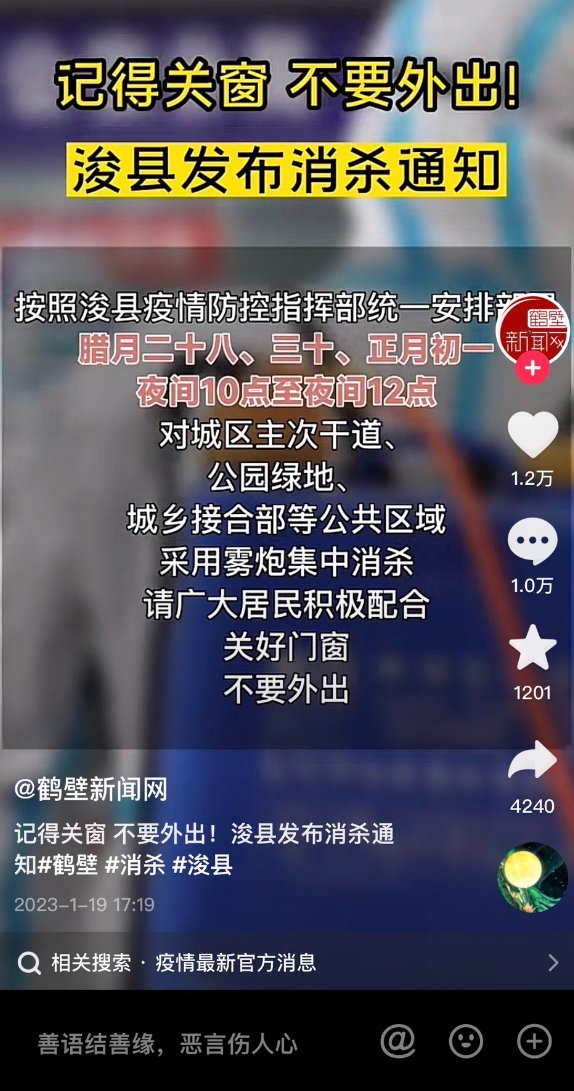 记得关窗 不要外出!
浚县发布消杀通知
按照浚县疫情防控指挥部统一安排部
腊月二十八、三十、正月初一
夜间10点至夜间12点
对城区主次干道、
公园绿地、
城乡接合部等公共区域
采用雾炮集中消杀
请广大居民积极配合
关好门窗
不要外出
鹤壁
新闻
1.2万
1.0万
1201
4240
@鹤壁新闻网
记得关窗 不要外出！浚县发布消杀通
知#鹤壁 #消杀 #浚县
2023-1-19 17:19
相关搜索 · 疫情最新官方消息
善语结善缘，恶言伤人心